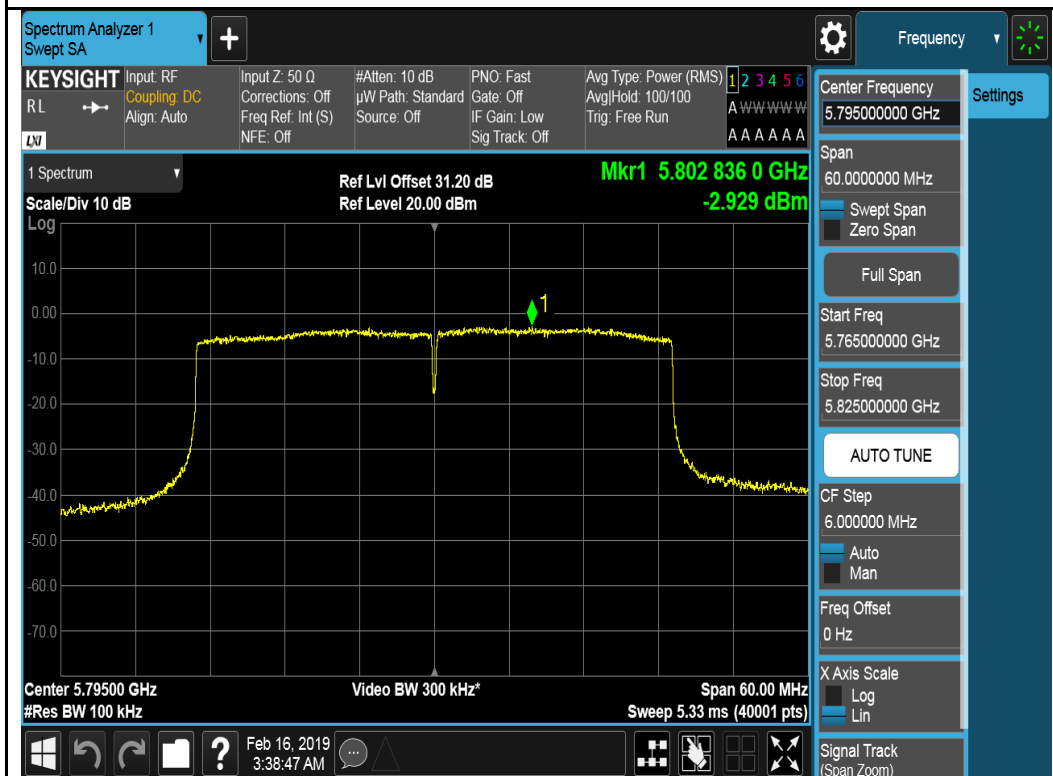 Spectrum Analyzer 1
Swept SA
+
Frequency
KEYSIGHT
Input: RF
Coupling: DC
Align: Auto
R L
LXI
Input Z: 50 Ω
Corrections: Off
Freq Ref: Int (S)
NFE: Off
#Atten: 10 dB
µW Path: Standard
Source: Off
PNO: Fast
Gate: Off
IF Gain: Low
Sig Track: Off
Avg Type: Power (RMS)
Avg|Hold: 100/100
Trig: Free Run
1 2 3 4 5 6
A W W W W W
A A A A A A
1 Spectrum
Scale/Div 10 dB
Log
Ref Lvl Offset 31.20 dB
Ref Level 20.00 dBm
Mkr1 5.802 836 0 GHz
-2.929 dBm
1
10.0
0.00
-10.0
-20.0
-30.0
-40.0
-50.0
-60.0
-70.0
Center 5.79500 GHz
#Res BW 100 kHz
Video BW 300 kHz*
Span 60.00 MHz
Sweep 5.33 ms (40001 pts)
Center Frequency
5.795000000 GHz
Settings
Span
60.0000000 MHz
Swept Span
Zero Span
Full Span
Start Freq
5.765000000 GHz
Stop Freq
5.825000000 GHz
AUTO TUNE
CF Step
6.000000 MHz
Auto
Man
Freq Offset
0 Hz
X Axis Scale
Log
Lin
Signal Track
(Span Zoom)
?
Feb 16, 2019
3:38:47 AM